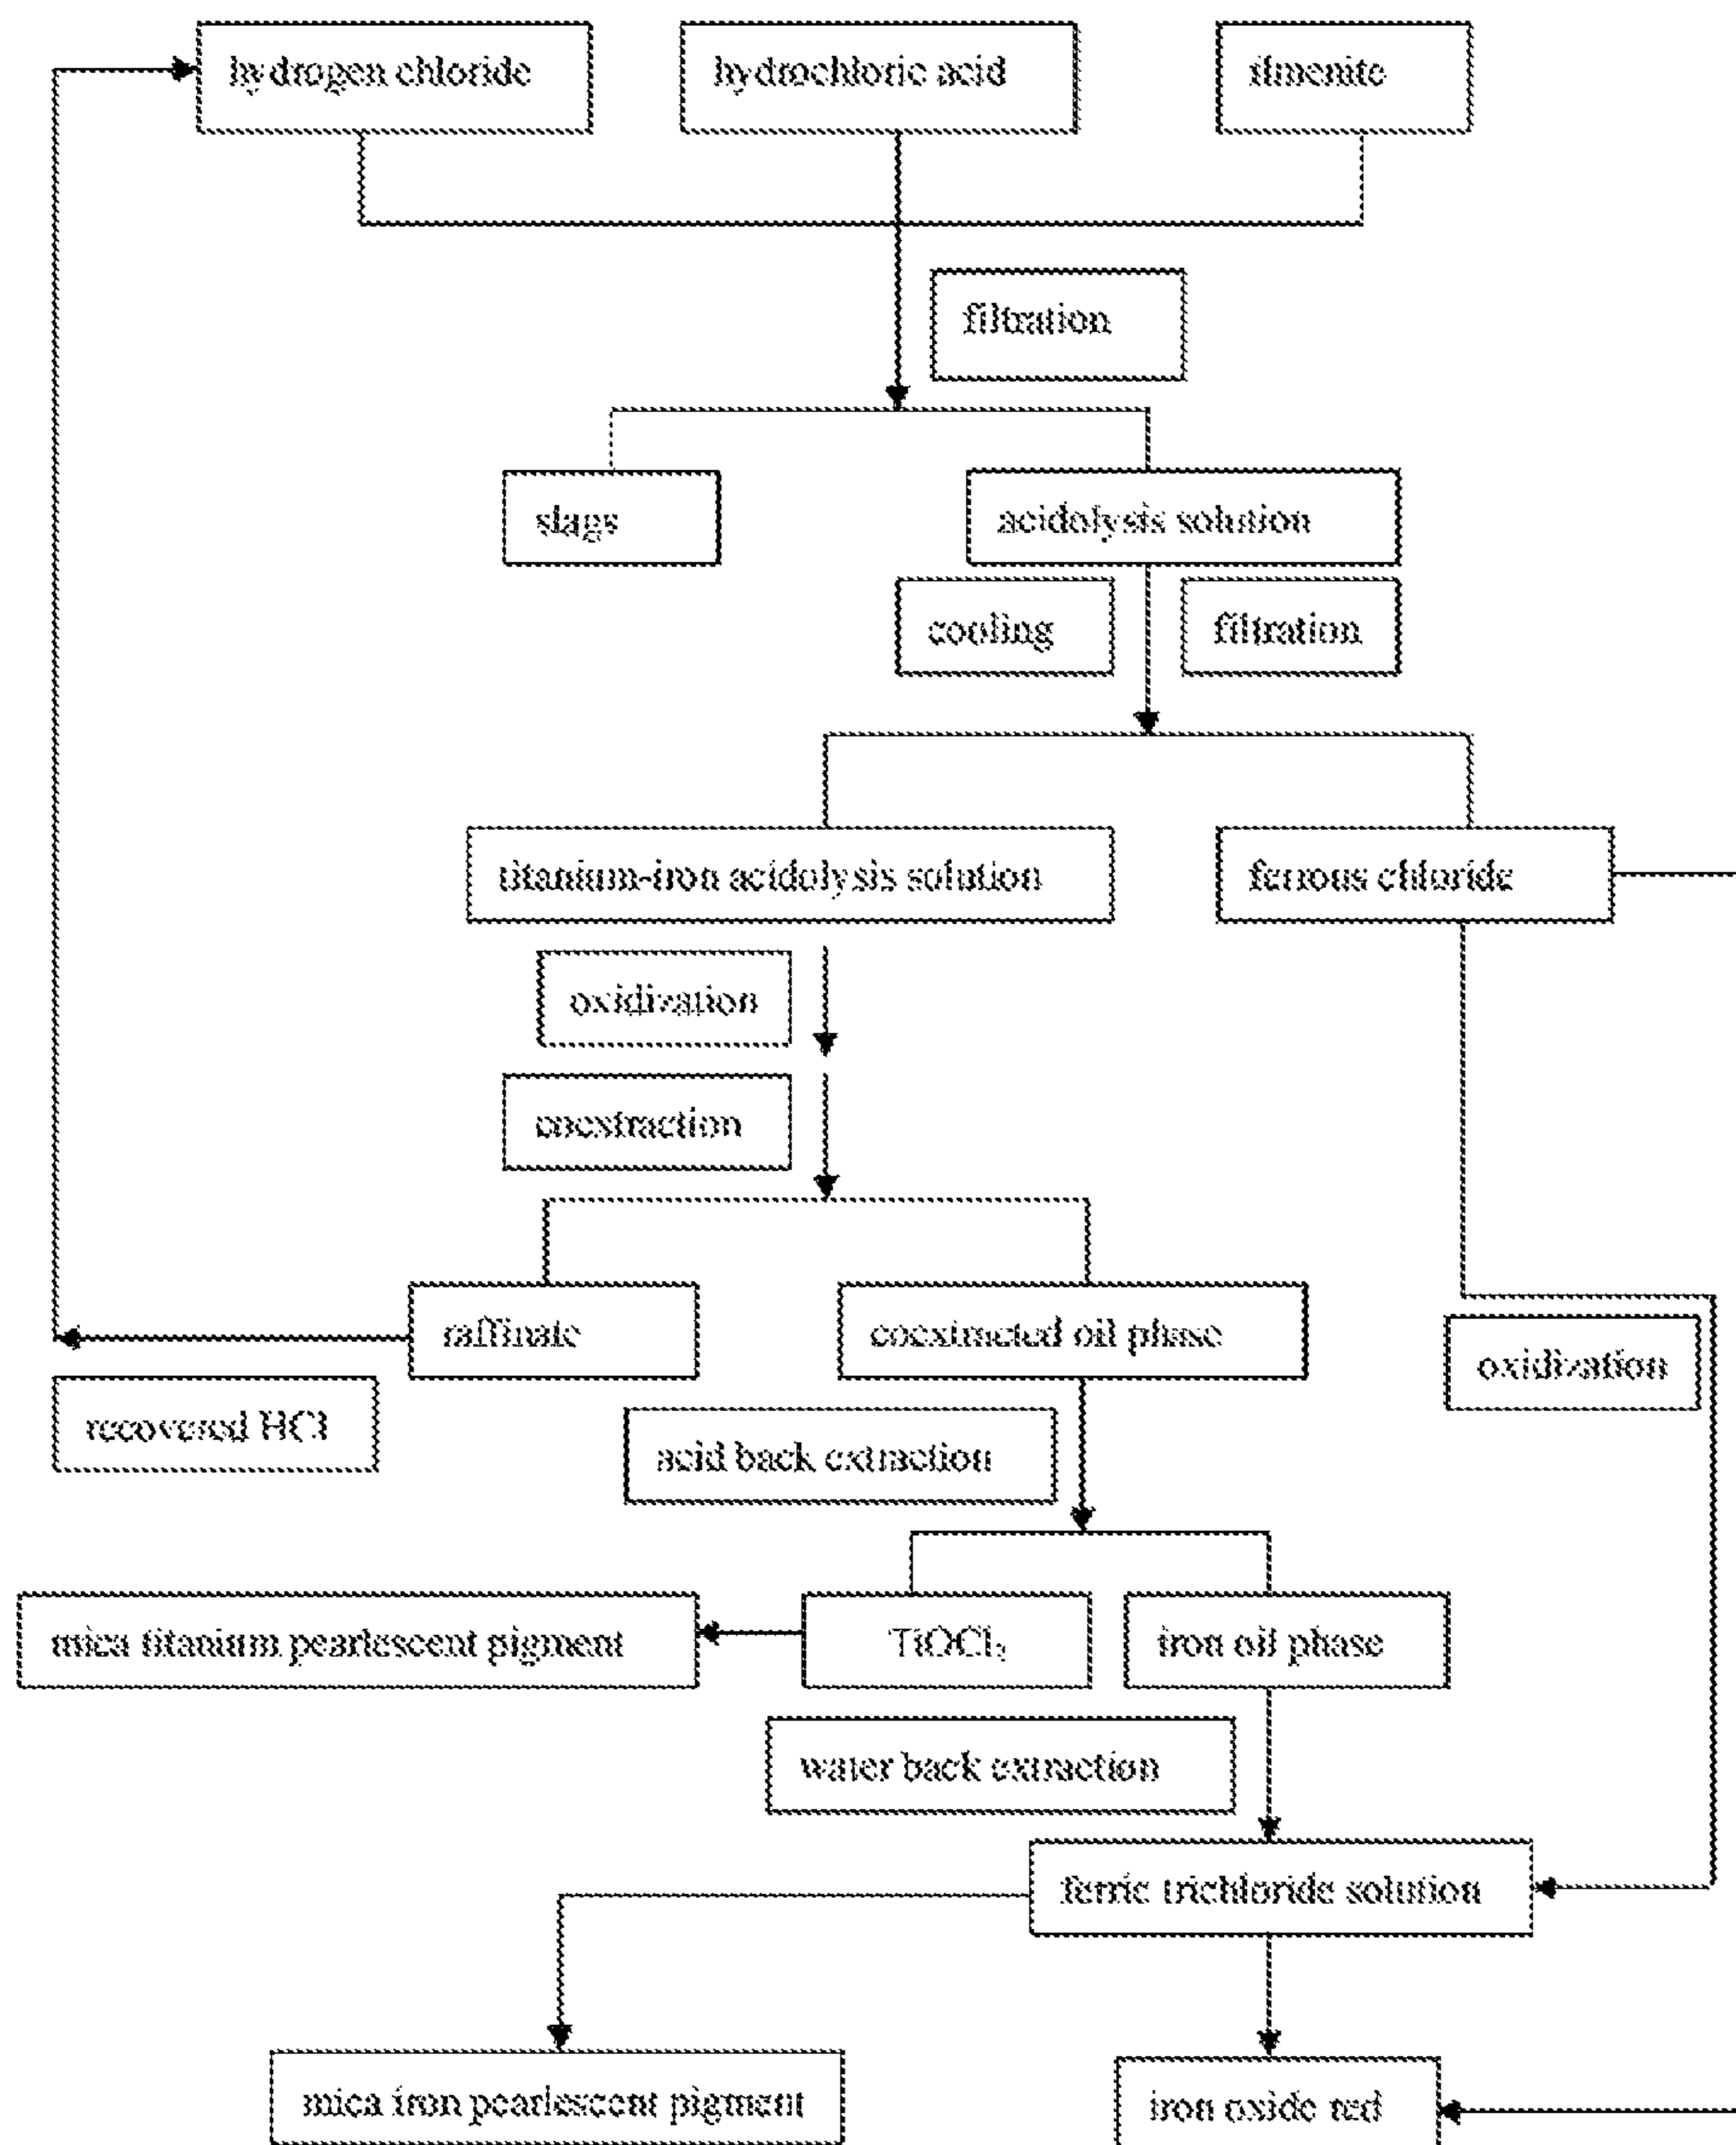 hydrogen chloride
hydrochloric acid
ilmenite
filtration
slags
acidolysis solution
cooling
filtration
titanium-iron acidolysis solution
ferrous chloride
oxidization
coextraction
raffinate
coextracted oil phase
oxidization
recovered HCl
acid back extraction
mica titanium pearlescent pigment
TiOCl₂
iron oil phase
water back extraction
ferric trichloride solution
mica iron pearlescent pigment
iron oxide red